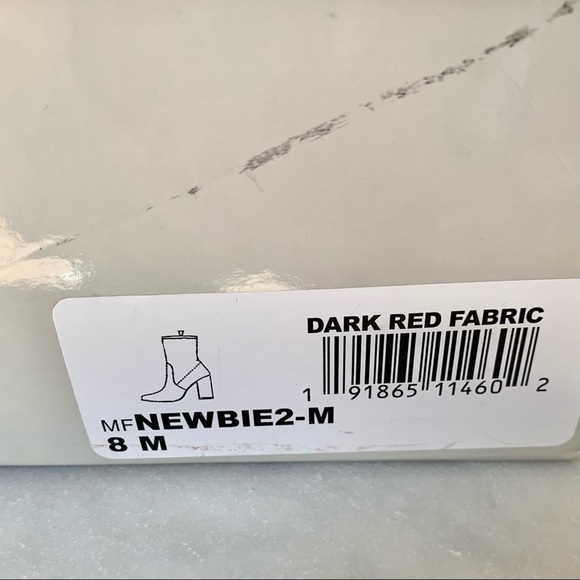 DARK RED FABRIC
1 91865 11460 2
MFNEWBIE2-M
8 M